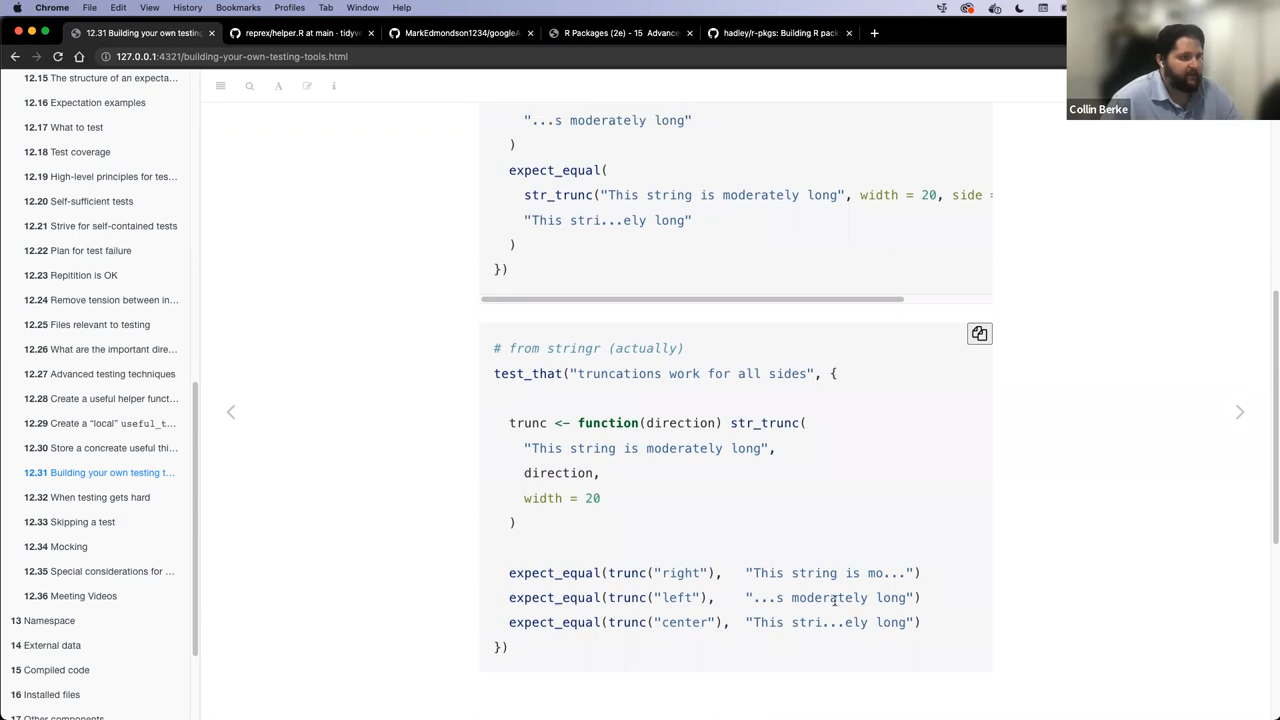 Chrome File Edit View History Bookmarks Profiles Tab Window Help
12.31 Building your own testing
reprex/helper.R at main · tidyve
MarkEdmondson1234/googleA
R Packages (2e) - 15 Advance
hadley/r-pkgs: Building R pack
127.0.0.1:4321/building-your-own-testing-tools.html
Collin Berke
12.15 The structure of an expecta...
12.16 Expectation examples
12.17 What to test
12.18 Test coverage
12.19 High-level principles for tes...
12.20 Self-sufficient tests
12.21 Strive for self-contained tests
12.22 Plan for test failure
12.23 Repitition is OK
12.24 Remove tension between in...
12.25 Files relevant to testing
12.26 What are the important dire...
12.27 Advanced testing techniques
12.28 Create a useful helper funct...
12.29 Create a “local” useful_t...
12.30 Store a concreate useful thi...
12.31 Building your own testing t...
12.32 When testing gets hard
12.33 Skipping a test
12.34 Mocking
12.35 Special considerations for ...
12.36 Meeting Videos
13 Namespace
14 External data
15 Compiled code
16 Installed files
17 Other components
"...s moderately long"
)
expect_equal(
str_trunc("This string is moderately long", width = 20, side =
"This stri...ely long"
)
})
# from stringr (actually)
test_that("truncations work for all sides", {
trunc <- function(direction) str_trunc(
"This string is moderately long",
direction,
width = 20
)
expect_equal(trunc("right"), "This string is mo...")
expect_equal(trunc("left"), "...s moderately long")
expect_equal(trunc("center"), "This stri...ely long")
})